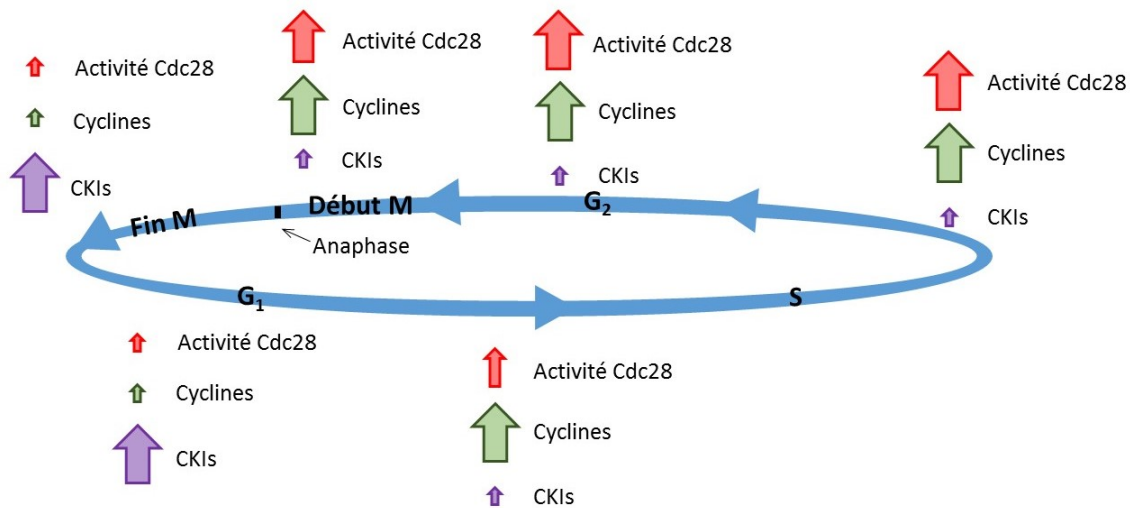 Activité Cdc28
Cyclines
CKIs
Activité Cdc28
Cyclines
CKIs
Activité Cdc28
Cyclines
CKIs
Activité Cdc28
Cyclines
CKIs
Fin M
Début M
G₂
Anaphase
G₁
S
Activité Cdc28
Cyclines
CKIs
Activité Cdc28
Cyclines
CKIs